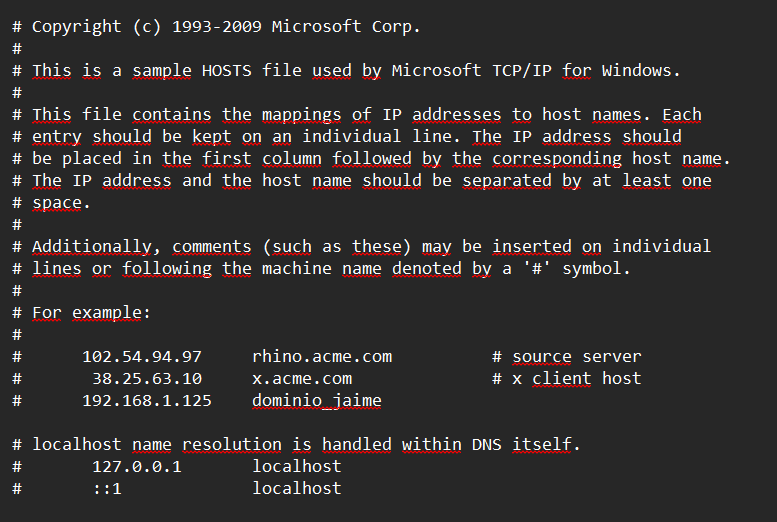 # Copyright (c) 1993-2009 Microsoft Corp.
#
# This is a sample HOSTS file used by Microsoft TCP/IP for Windows.
#
# This file contains the mappings of IP addresses to host names. Each
# entry should be kept on an individual line. The IP address should
# be placed in the first column followed by the corresponding host name.
# The IP address and the host name should be separated by at least one
# space.
#
# Additionally, comments (such as these) may be inserted on individual
# lines or following the machine name denoted by a '#' symbol.
#
# For example:
#
#      102.54.94.97     rhino.acme.com          # source server
#       38.25.63.10     x.acme.com              # x client host
#      192.168.1.125    dominio_jaime

# localhost name resolution is handled within DNS itself.
#       127.0.0.1       localhost
#       ::1             localhost